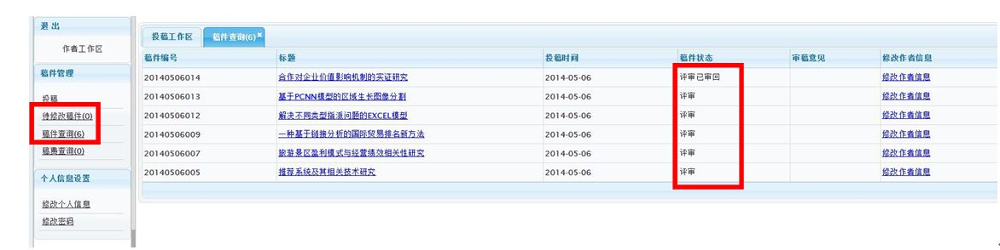 退 出
作者工作区
稿件管理
投稿
待修改稿件(0)
稿件查询(6)
稿费查询(0)
个人信息设置
修改个人信息
修改密码
投稿工作区 稿件查询(6) ×
稿件编号 标题 投稿时间 稿件状态 审稿意见 修改作者信息
20140506014 合作对企业价值影响机制的实证研究 2014-05-06 评审已审回 修改作者信息
20140506013 基于PCNN模型的区域生长图像分割 2014-05-06 评审 修改作者信息
20140506012 解决不同类型指派问题的EXCEL模型 2014-05-06 评审 修改作者信息
20140506009 一种基于链接分析的国际贸易排名新方法 2014-05-06 评审 修改作者信息
20140506007 旅游景区盈利模式与经营绩效相关性研究 2014-05-06 评审 修改作者信息
20140506005 推荐系统及其相关技术研究 2014-05-06 评审 修改作者信息